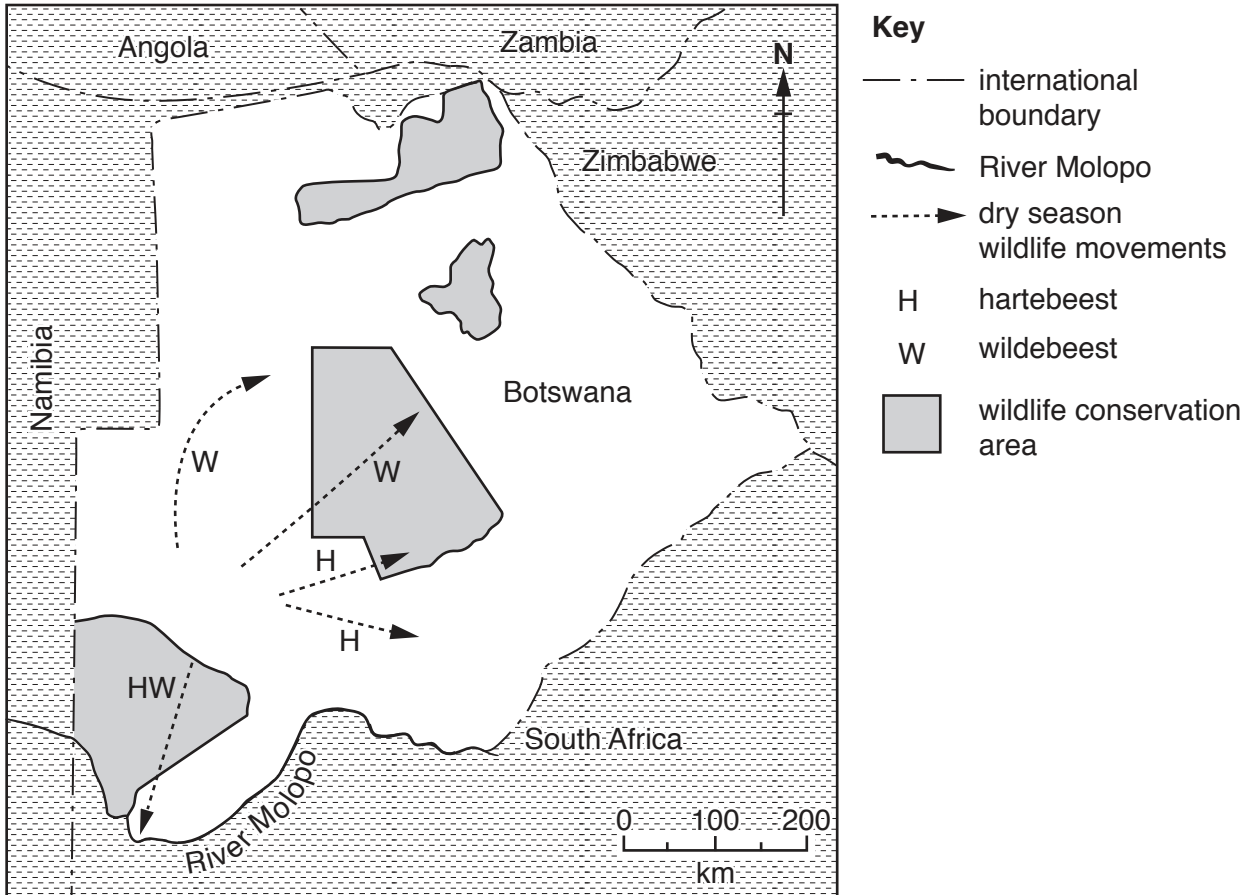 Angola
Zambia
N
Zimbabwe
Namibia
Botswana
W
W
H
H
HW
South Africa
River Molopo
0 100 200
km
Key
international
boundary
River Molopo
dry season
wildlife movements
H hartebeest
W wildebeest
wildlife conservation
area